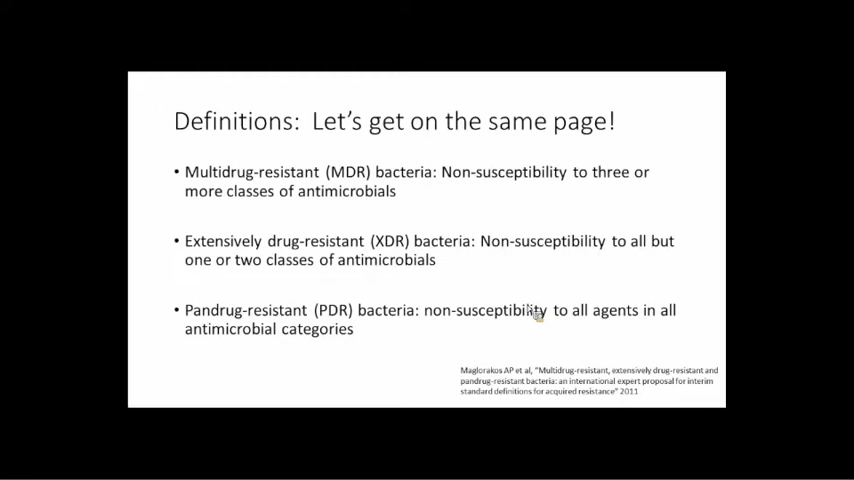 Definitions: Let's get on the same page!
• Multidrug-resistant (MDR) bacteria: Non-susceptibility to three or
more classes of antimicrobials
• Extensively drug-resistant (XDR) bacteria: Non-susceptibility to all but
one or two classes of antimicrobials
• Pandrug-resistant (PDR) bacteria: non-susceptibility to all agents in all
antimicrobial categories
Magiorakos AP et al, "Multidrug-resistant, extensively drug-resistant and
pandrug-resistant bacteria: an international expert proposal for interim
standard definitions for acquired resistance" 2011